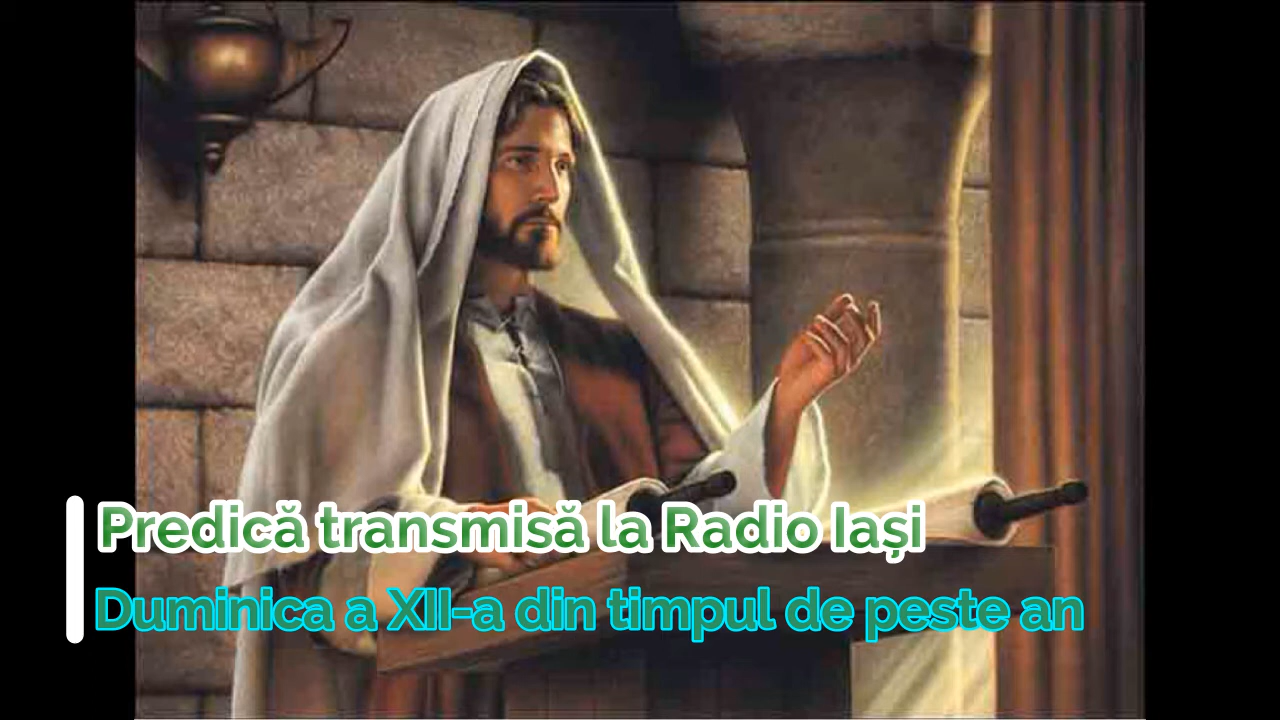 Predică transmisă la Radio Iași
Duminica a XII-a din timpul de peste an